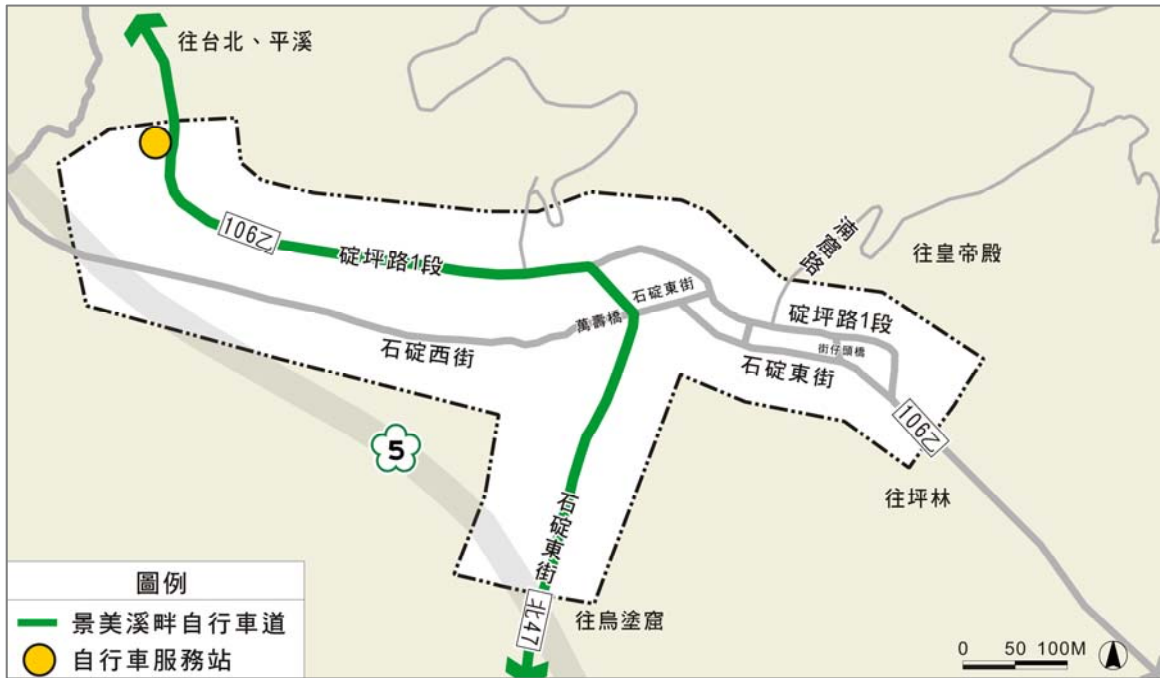 往台北、平溪
106乙
碇坪路1段
湳窟路
往皇帝殿
石碇東街
萬壽橋
碇坪路1段
街仔頭橋
石碇西街
石碇東街
106乙
5
往坪林
石碇東街
北47
往烏塗窟
圖例
景美溪畔自行車道
自行車服務站
0 50 100M